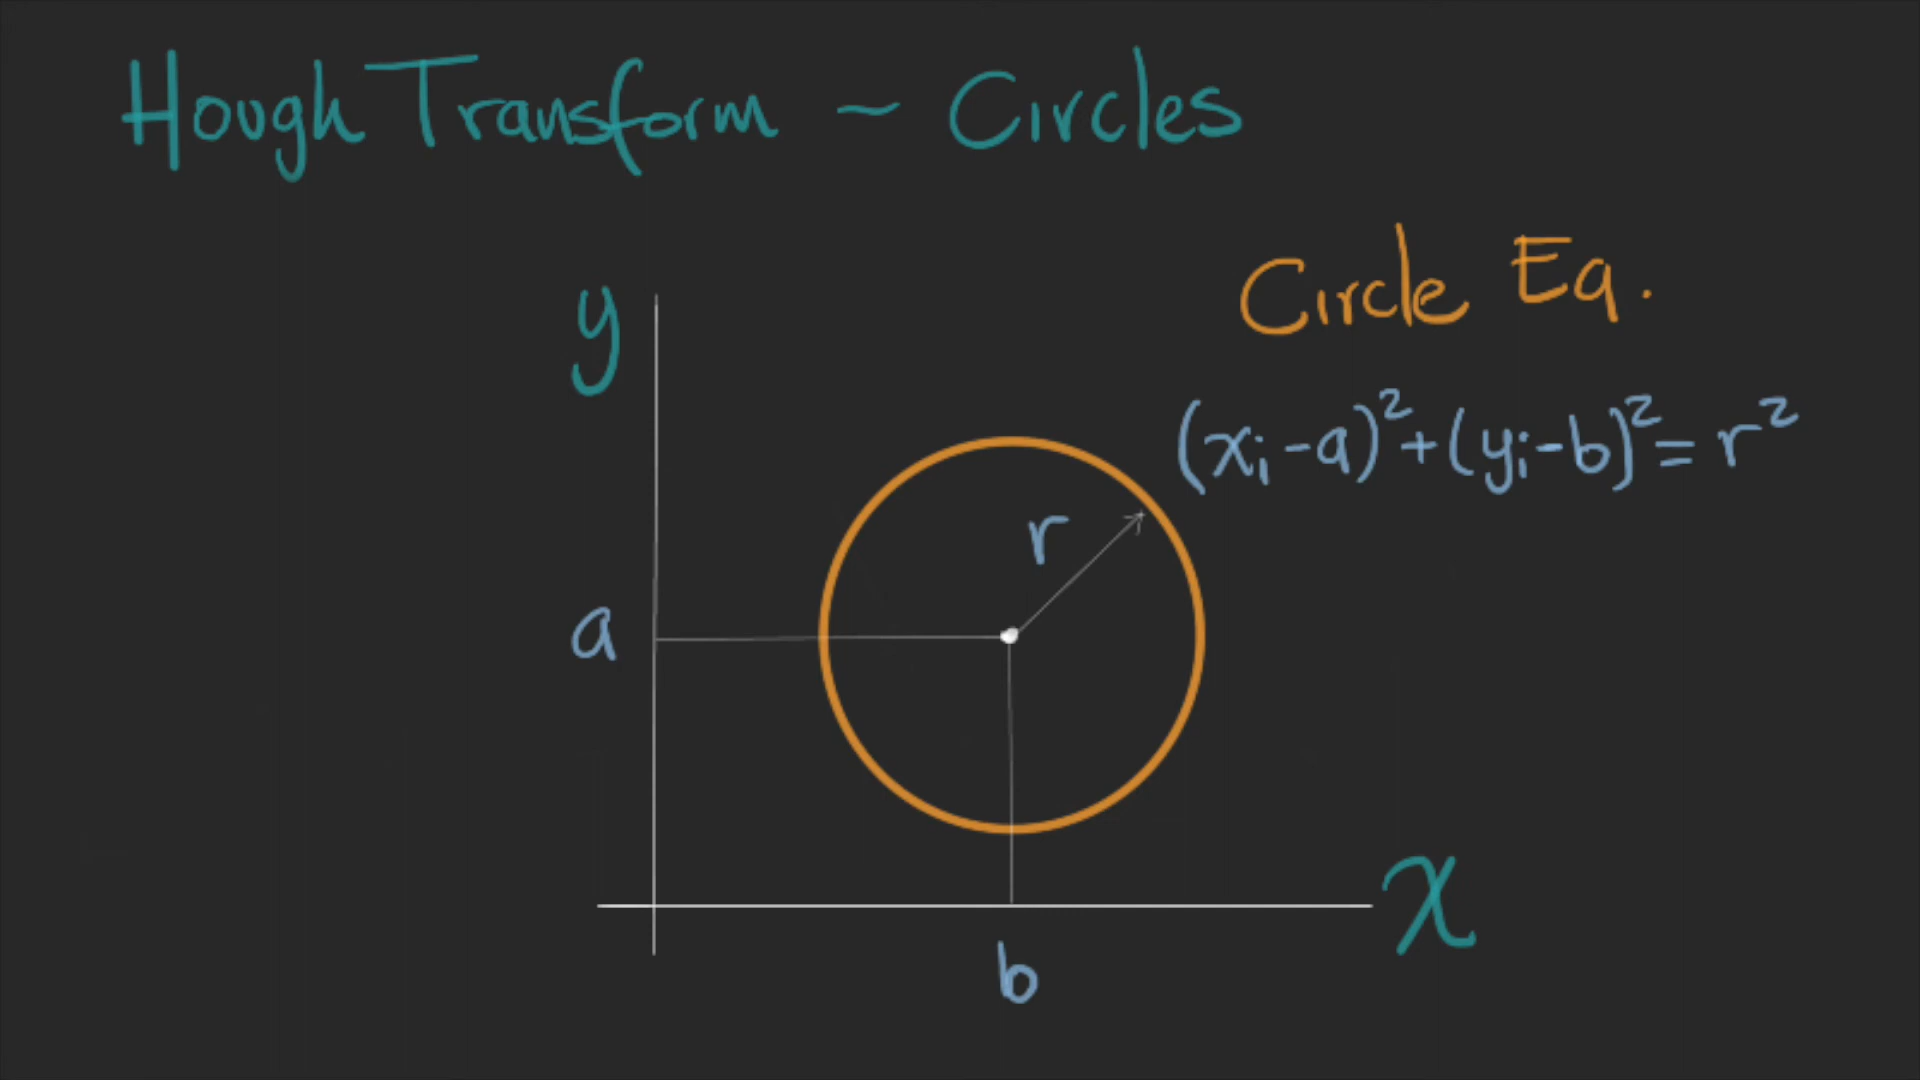 Hough Transform ~ Circles
Circle Eq.
(xᵢ-a)²+(yᵢ-b)²=r²
y
r
a
x
b